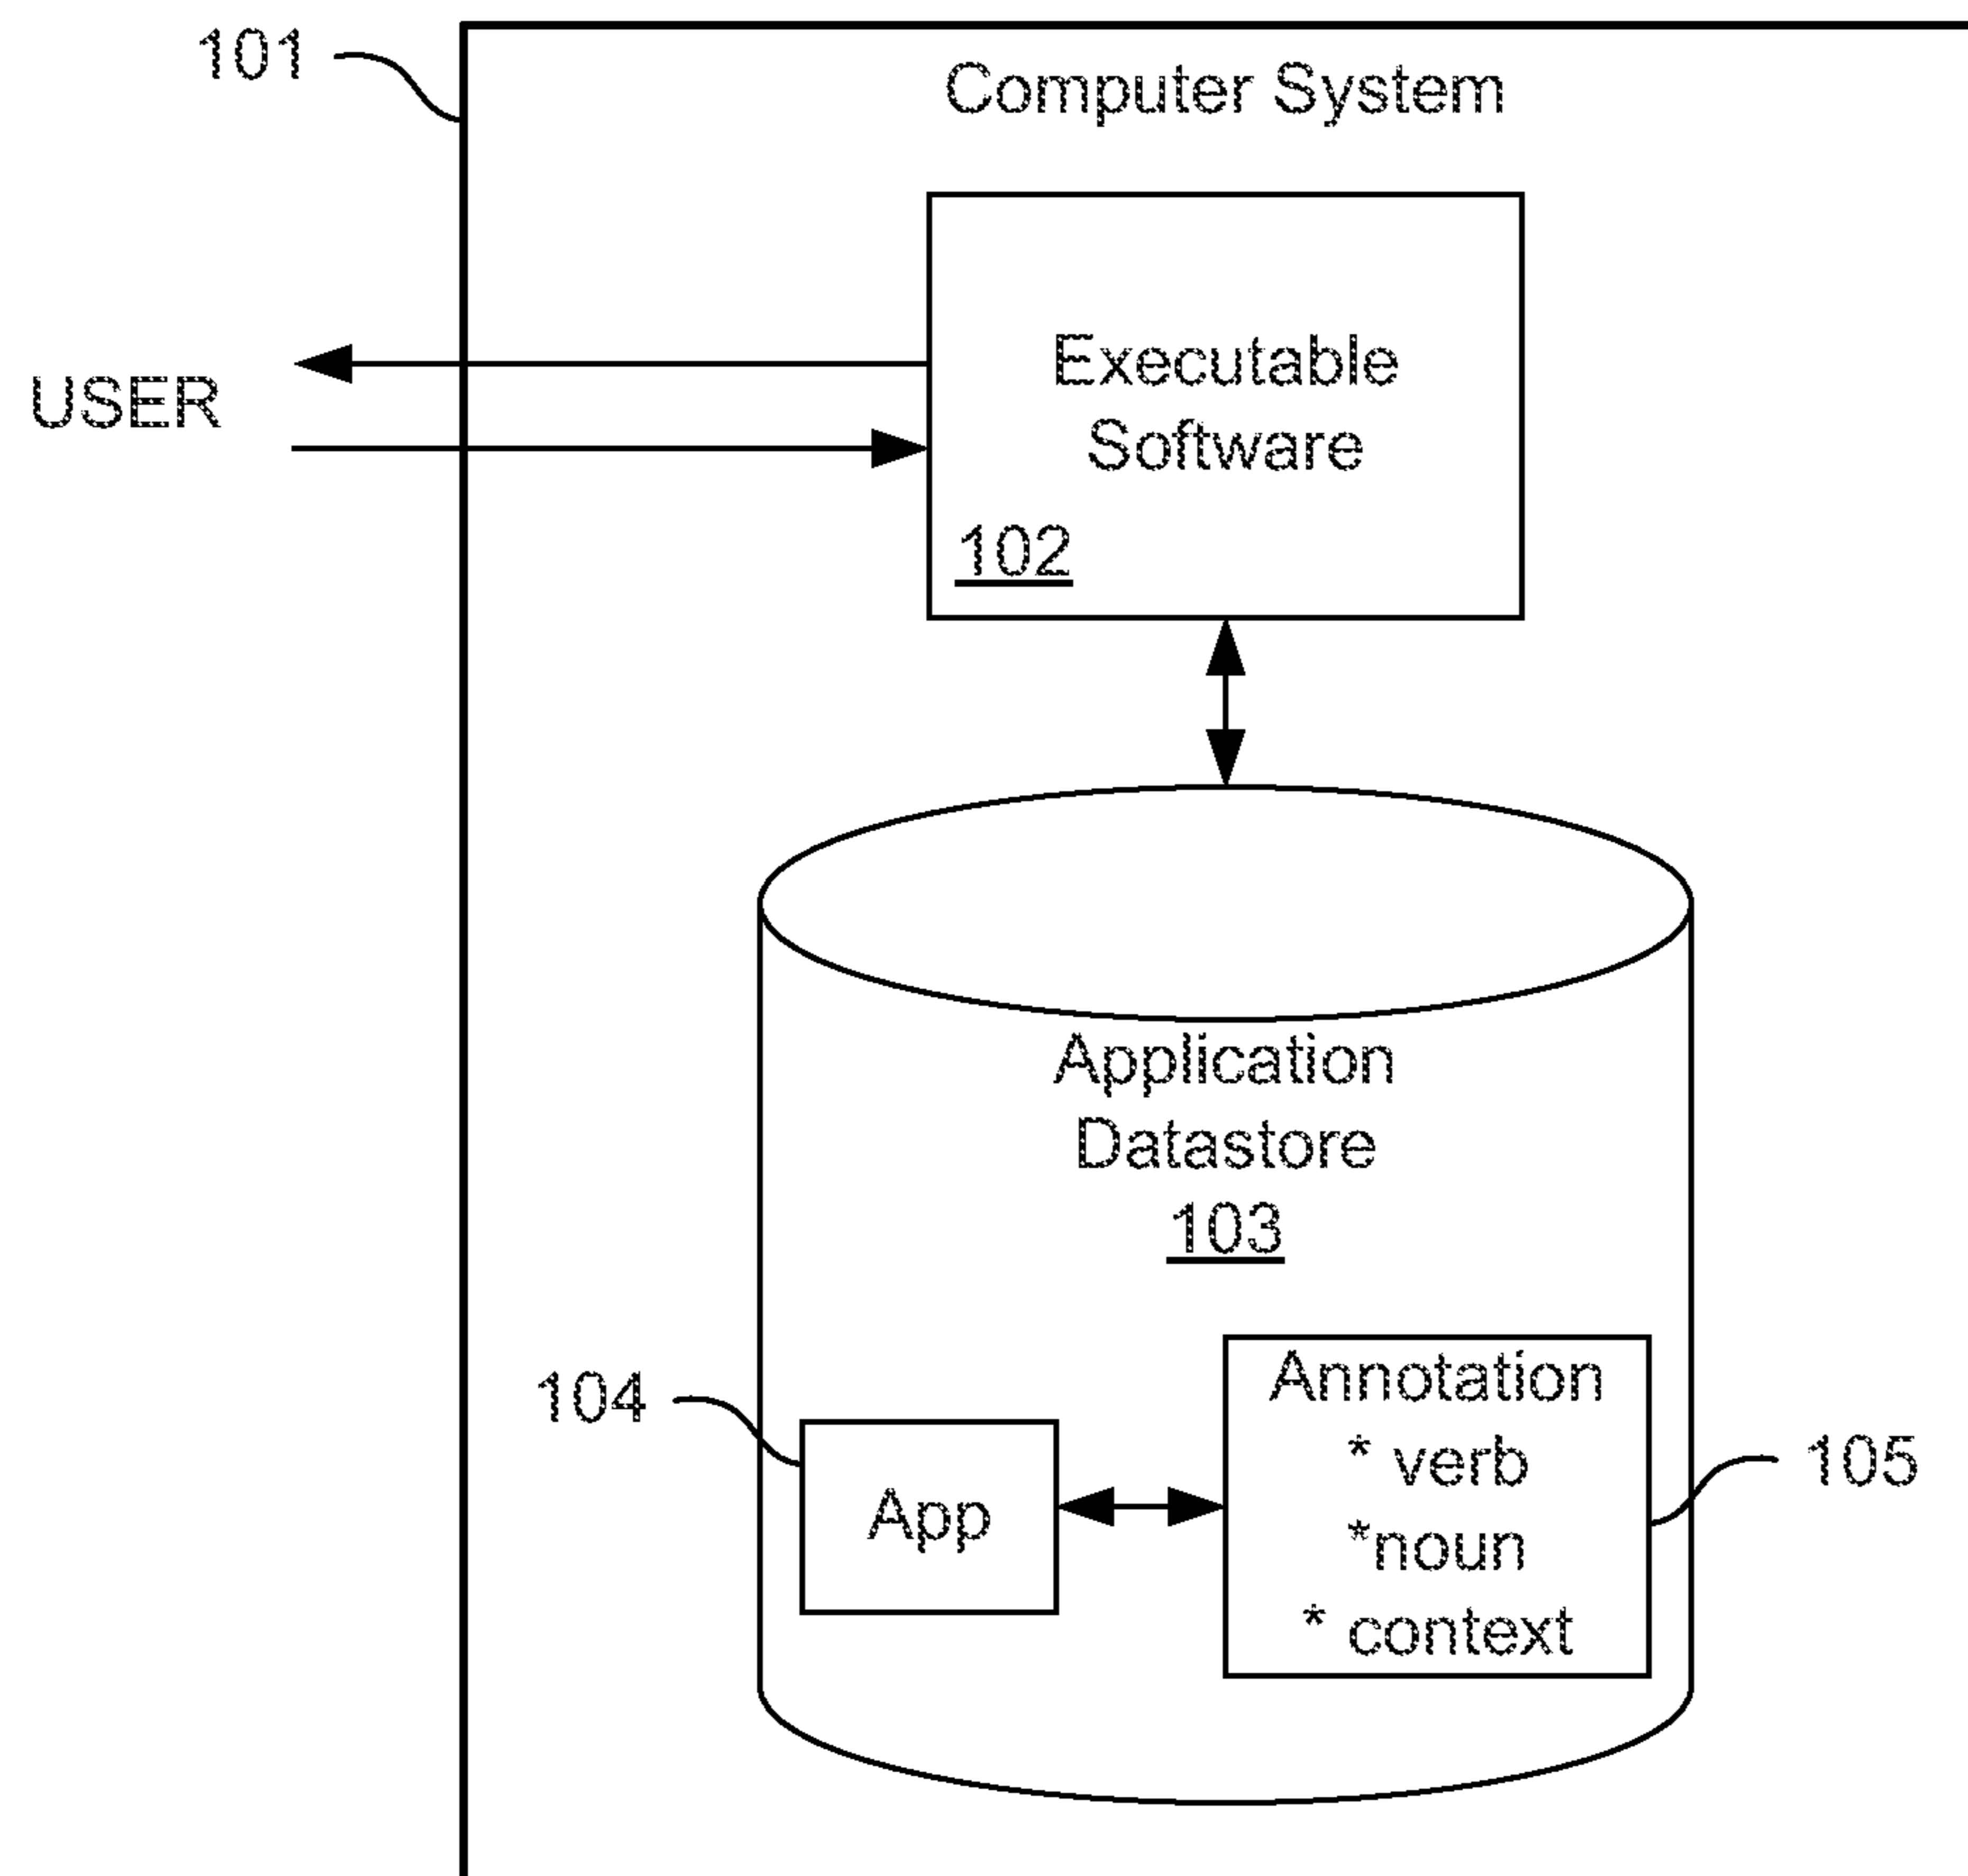 101
Computer System
USER
Executable
Software
102
Application
Datastore
103
104
App
Annotation
* verb
*noun
* context
105